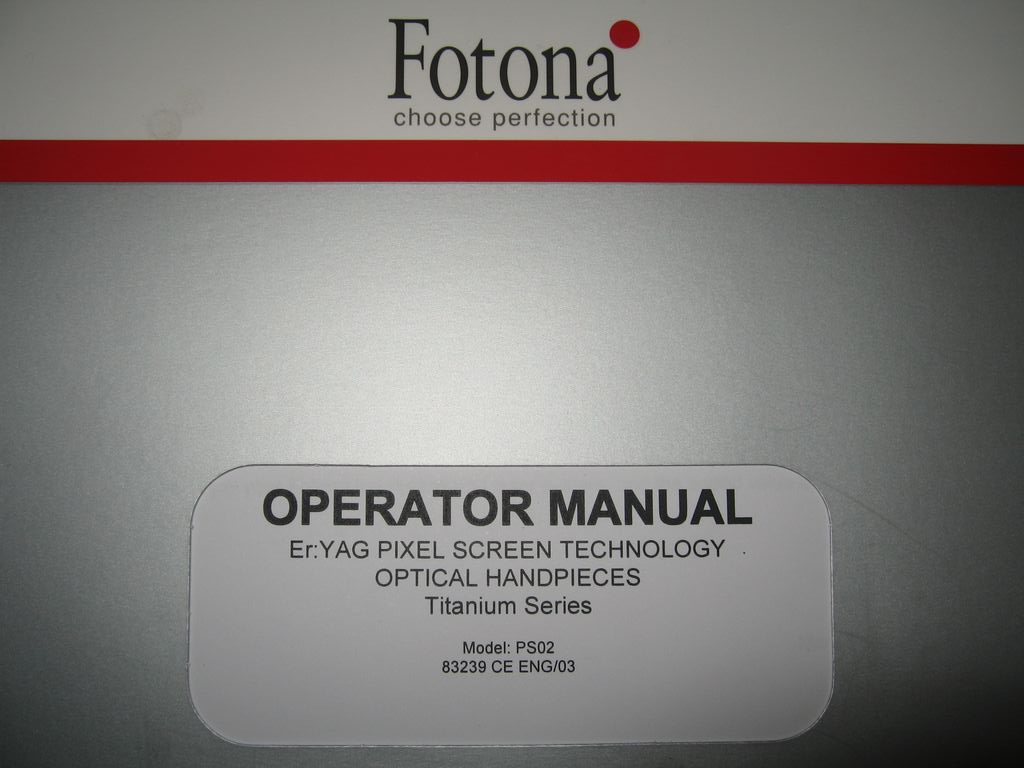 Fotona
choose perfection
OPERATOR MANUAL
Er:YAG PIXEL SCREEN TECHNOLOGY
OPTICAL HANDPIECES
Titanium Series
Model: PS02
83239 CE ENG/03